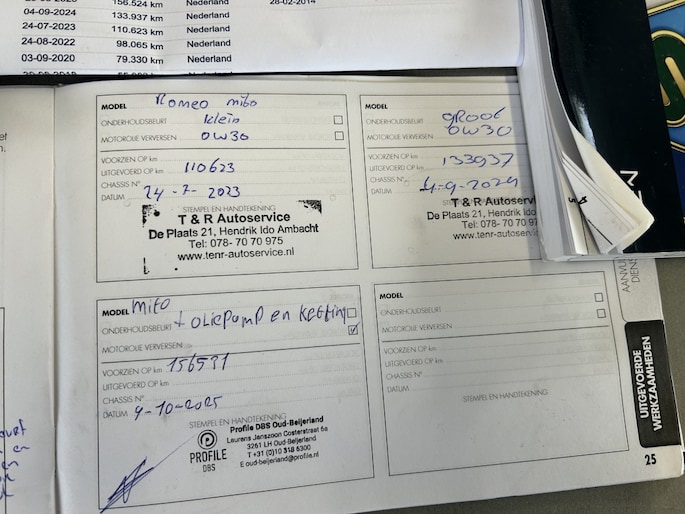 156.524 km Nederland 28-02-2014
04-09-2024 133.937 km Nederland
24-07-2023 110.623 km Nederland
24-08-2022 98.065 km Nederland
03-09-2020 79.330 km Nederland
MODEL Romeo mito
ONDERHOUDSBEURT klein
MOTOROLIE VERVERSEN 0W30
VOORZIEN OP km
UITGEVOERD OP km 110623
CHASSIS N°
DATUM 24-7-2023
STEMPEL EN HANDTEKENING
T & R Autoservice
De Plaats 21, Hendrik Ido Ambacht
Tel: 078- 70 70 975
www.tenr-autoservice.nl
MODEL
ONDERHOUDSBEURT groot
MOTOROLIE VERVERSEN 0W30
VOORZIEN OP km
UITGEVOERD OP km 133937
CHASSIS N°
DATUM 4-9-2024
STEMPEL EN HANDTEKENING
T & R Autoserv
De Plaats 21, Hendrik Ido
Tel: 078- 70 70
www.tenr-autoservice
MODEL Mito
ONDERHOUDSBEURT + oliepomp en ketting
MOTOROLIE VERVERSEN
VOORZIEN OP km 156531
UITGEVOERD OP km
CHASSIS N°
DATUM 9-10-2025
STEMPEL EN HANDTEKENING
PROFILE
DBS
Profile DBS Oud-Beijerland
Laurens Janszoon Costerstraat 6a
3261 LH Oud-Beijerland
T +31 (0)10 318 6300
E oud-beijerland@profile.nl
MODEL
ONDERHOUDSBEURT
MOTOROLIE VERVERSEN
VOORZIEN OP km
UITGEVOERD OP km
CHASSIS N°
DATUM
STEMPEL EN HANDTEKENING
UITGEVOERDE
WERKZAAMHEDEN
25